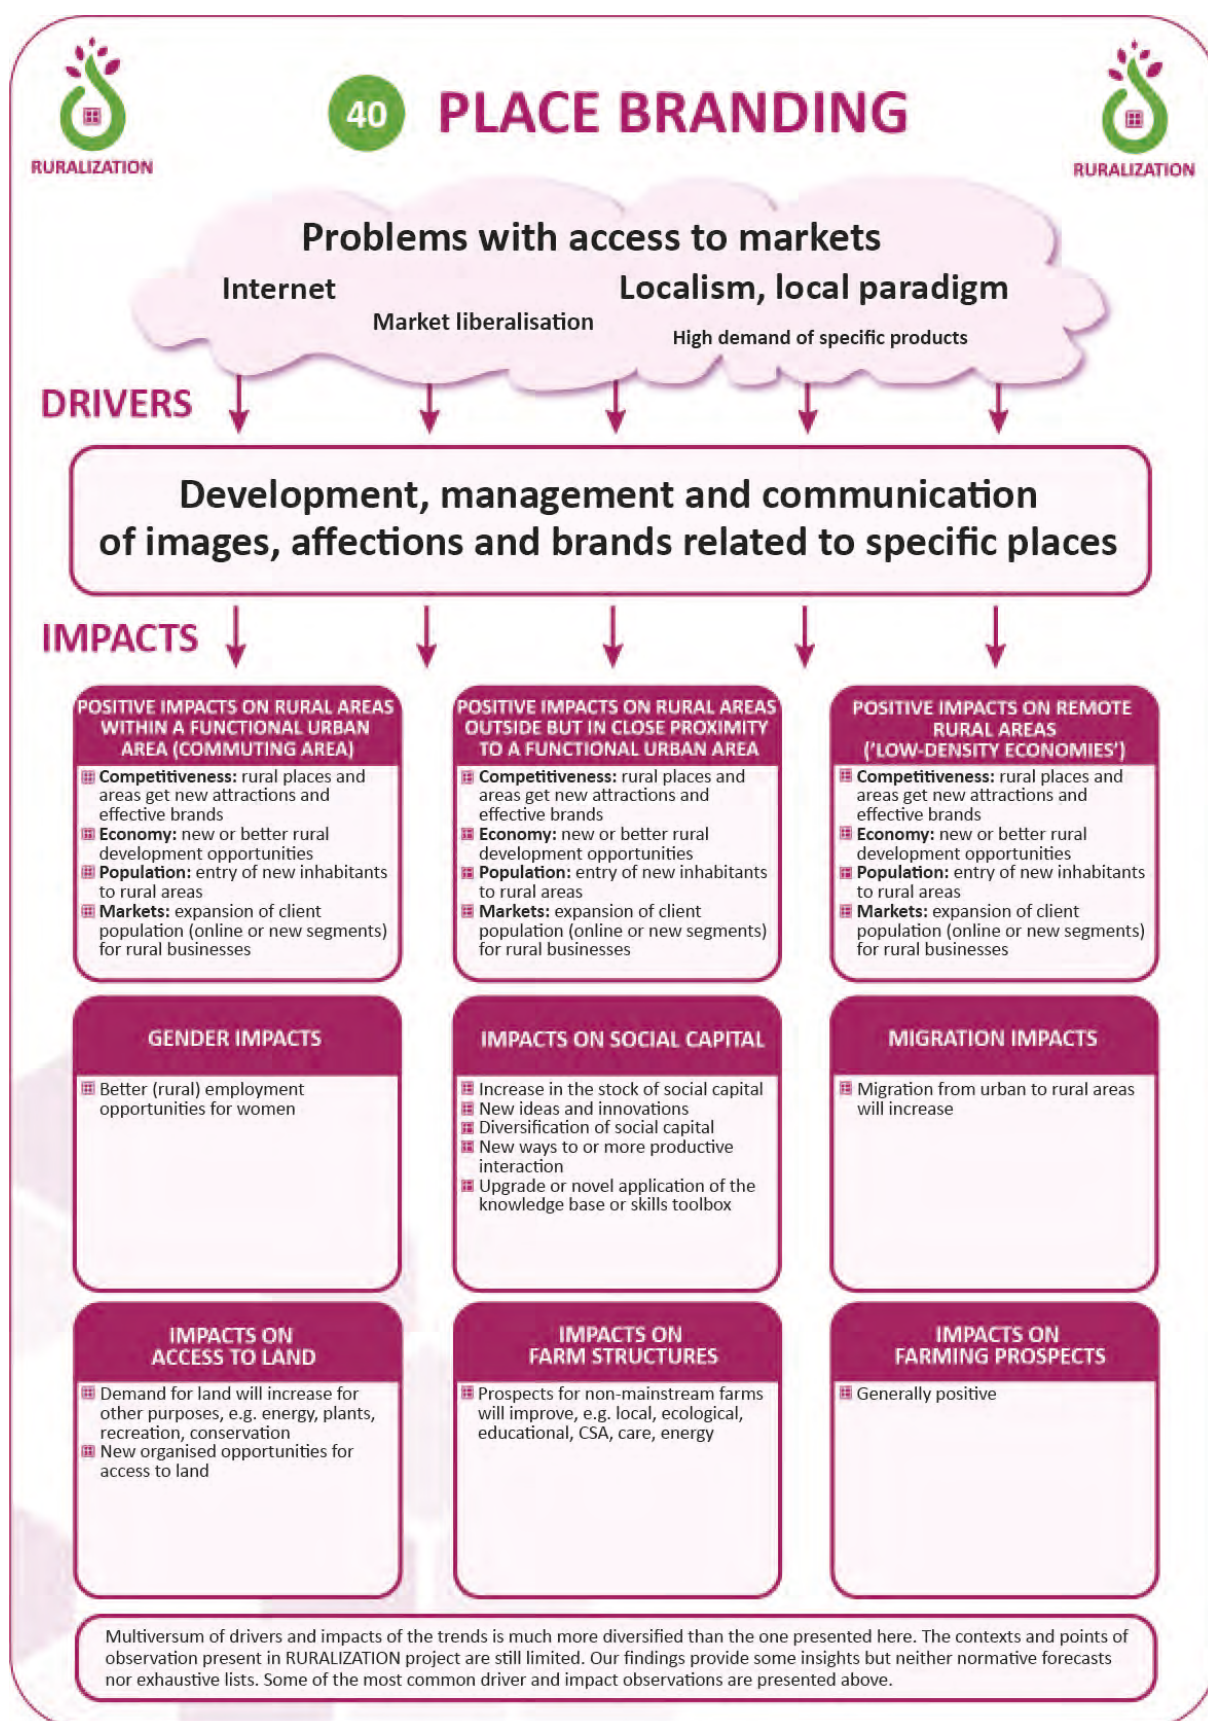 40 PLACE BRANDING
RURALIZATION
RURALIZATION
Problems with access to markets
Internet
Localism, local paradigm
Market liberalisation
High demand of specific products
DRIVERS
Development, management and communication
of images, affections and brands related to specific places
IMPACTS
POSITIVE IMPACTS ON RURAL AREAS
WITHIN A FUNCTIONAL URBAN
AREA (COMMUTING AREA)
Competitiveness: rural places and
areas get new attractions and
effective brands
Economy: new or better rural
development opportunities
Population: entry of new inhabitants
to rural areas
Markets: expansion of client
population (online or new segments)
for rural businesses
POSITIVE IMPACTS ON RURAL AREAS
OUTSIDE BUT IN CLOSE PROXIMITY
TO A FUNCTIONAL URBAN AREA
Competitiveness: rural places and
areas get new attractions and
effective brands
Economy: new or better rural
development opportunities
Population: entry of new inhabitants
to rural areas
Markets: expansion of client
population (online or new segments)
for rural businesses
POSITIVE IMPACTS ON REMOTE
RURAL AREAS
('LOW-DENSITY ECONOMIES')
Competitiveness: rural places and
areas get new attractions and
effective brands
Economy: new or better rural
development opportunities
Population: entry of new inhabitants
to rural areas
Markets: expansion of client
population (online or new segments)
for rural businesses
GENDER IMPACTS
Better (rural) employment
opportunities for women
IMPACTS ON SOCIAL CAPITAL
Increase in the stock of social capital
New ideas and innovations
Diversification of social capital
New ways to or more productive
interaction
Upgrade or novel application of the
knowledge base or skills toolbox
MIGRATION IMPACTS
Migration from urban to rural areas
will increase
IMPACTS ON
ACCESS TO LAND
Demand for land will increase for
other purposes, e.g. energy, plants,
recreation, conservation
New organised opportunities for
access to land
IMPACTS ON
FARM STRUCTURES
Prospects for non-mainstream farms
will improve, e.g. local, ecological,
educational, CSA, care, energy
IMPACTS ON
FARMING PROSPECTS
Generally positive
Multiversum of drivers and impacts of the trends is much more diversified than the one presented here. The contexts and points of
observation present in RURALIZATION project are still limited. Our findings provide some insights but neither normative forecasts
nor exhaustive lists. Some of the most common driver and impact observations are presented above.